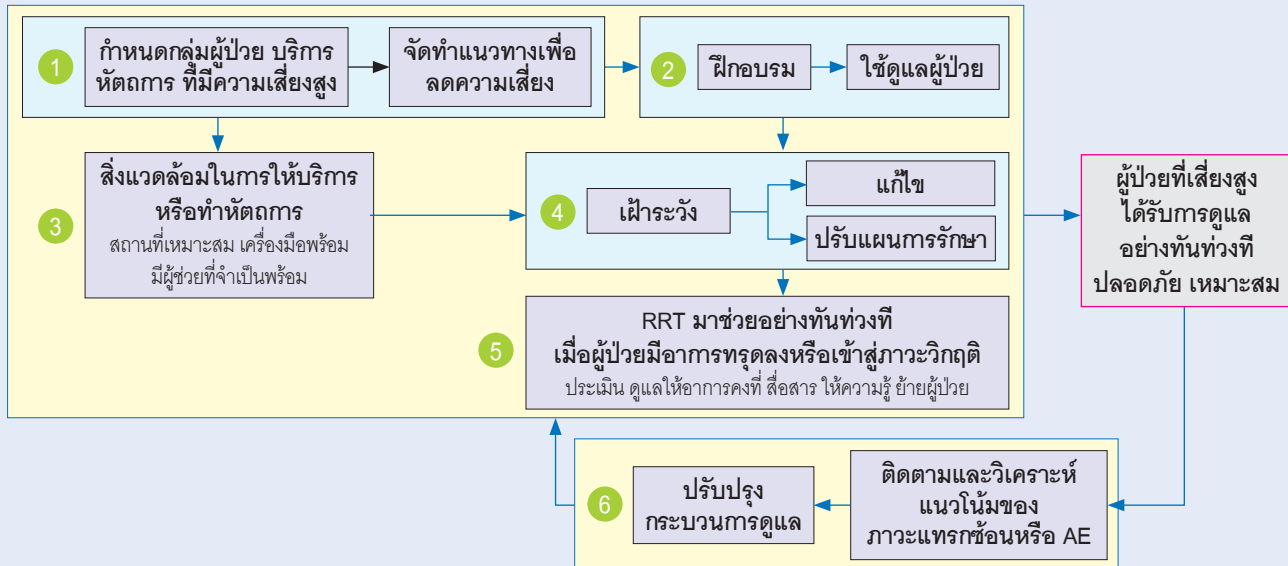 1
กำหนดกลุ่มผู้ป่วย บริการ
หัตถการ ที่มีความเสี่ยงสูง
จัดทำแนวทางเพื่อ
ลดความเสี่ยง
2
ฝึกอบรม
ใช้ดูแลผู้ป่วย
3
สิ่งแวดล้อมในการให้บริการ
หรือทำหัตถการ
สถานที่เหมาะสม เครื่องมือพร้อม
มีผู้ช่วยที่จำเป็นพร้อม
4
เฝ้าระวัง
แก้ไข
ปรับแผนการรักษา
5
RRT มาช่วยอย่างทันท่วงที
เมื่อผู้ป่วยมีอาการทรุดลงหรือเข้าสู่ภาวะวิกฤติ
ประเมิน ดูแลให้อาการคงที่ สื่อสาร ให้ความรู้ ย้ายผู้ป่วย
ผู้ป่วยที่เสี่ยงสูง
ได้รับการดูแล
อย่างทันท่วงที
ปลอดภัย เหมาะสม
6
ปรับปรุง
กระบวนการดูแล
ติดตามและวิเคราะห์
แนวโน้มของ
ภาวะแทรกซ้อนหรือ AE